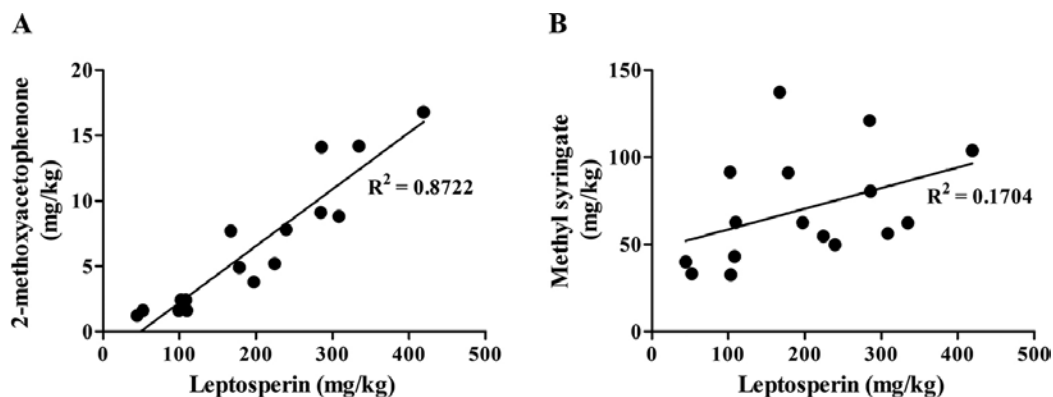 A
2-methoxyacetophenone
(mg/kg)
20
15
10
5
0
R² = 0.8722
0 100 200 300 400 500
Leptosperin (mg/kg)
B
Methyl syringate
(mg/kg)
150
100
50
0
R² = 0.1704
0 100 200 300 400 500
Leptosperin (mg/kg)